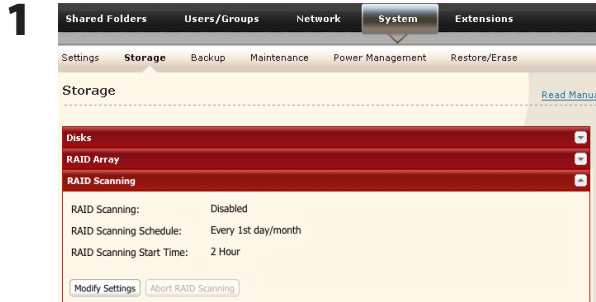 1
Shared Folders Users/Groups Network System Extensions
Settings Storage Backup Maintenance Power Management Restore/Erase
Storage
Read Manua
Disks
RAID Array
RAID Scanning
RAID Scanning: Disabled
RAID Scanning Schedule: Every 1st day/month
RAID Scanning Start Time: 2 Hour
Modify Settings Abort RAID Scanning